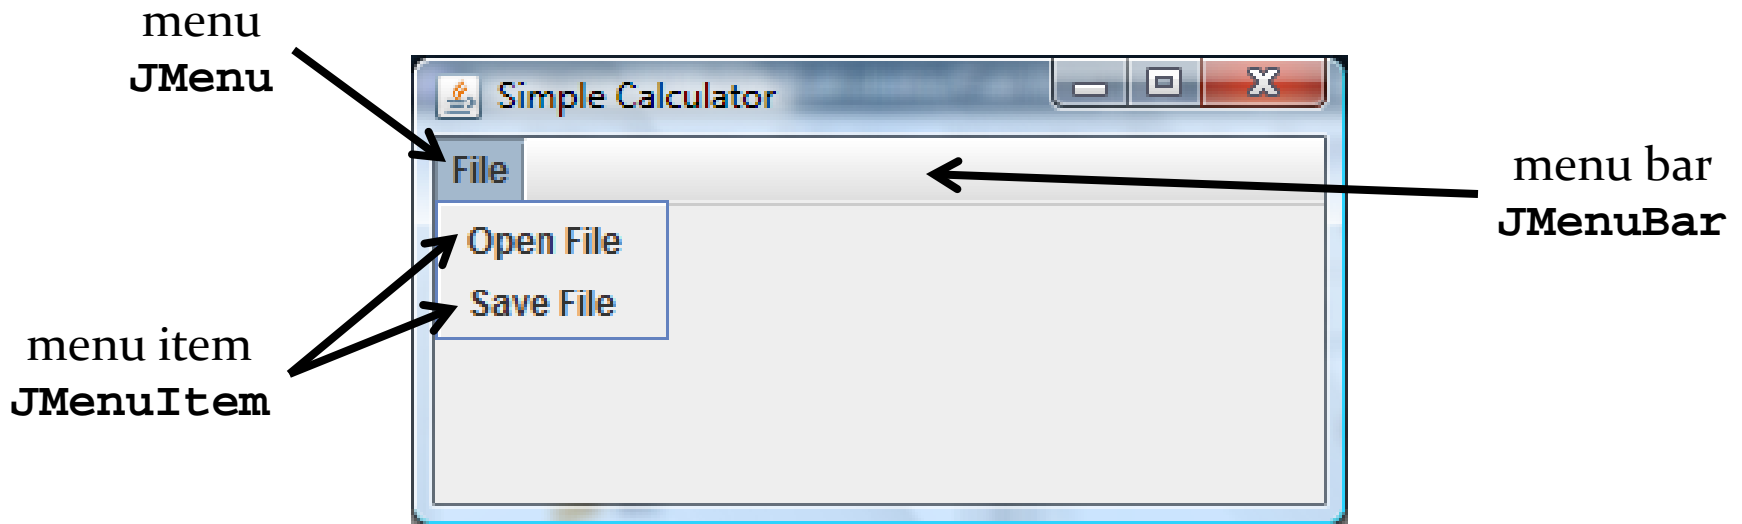 menu
JMenu
Simple Calculator
File
menu bar
JMenuBar
Open File
Save File
menu item
JMenuItem